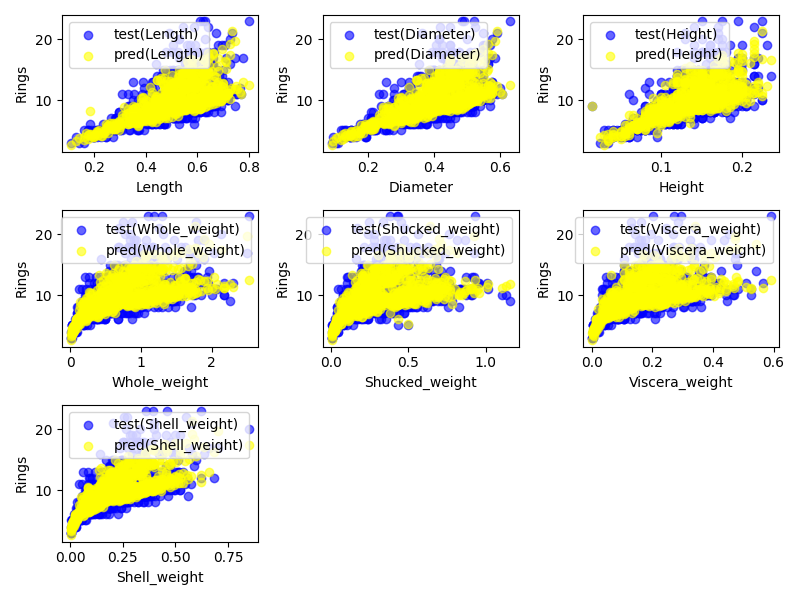 test(Length)
pred(Length)
Rings
20
10
0.2 0.4 0.6 0.8
Length
test(Diameter)
pred(Diameter)
Rings
20
10
0.2 0.4 0.6
Diameter
test(Height)
pred(Height)
Rings
20
10
0.1 0.2
Height
test(Whole_weight)
pred(Whole_weight)
Rings
20
10
0 1 2
Whole_weight
test(Shucked_weight)
pred(Shucked_weight)
Rings
20
10
0.0 0.5 1.0
Shucked_weight
test(Viscera_weight)
pred(Viscera_weight)
Rings
20
10
0.0 0.2 0.4 0.6
Viscera_weight
test(Shell_weight)
pred(Shell_weight)
Rings
20
10
0.00 0.25 0.50 0.75
Shell_weight